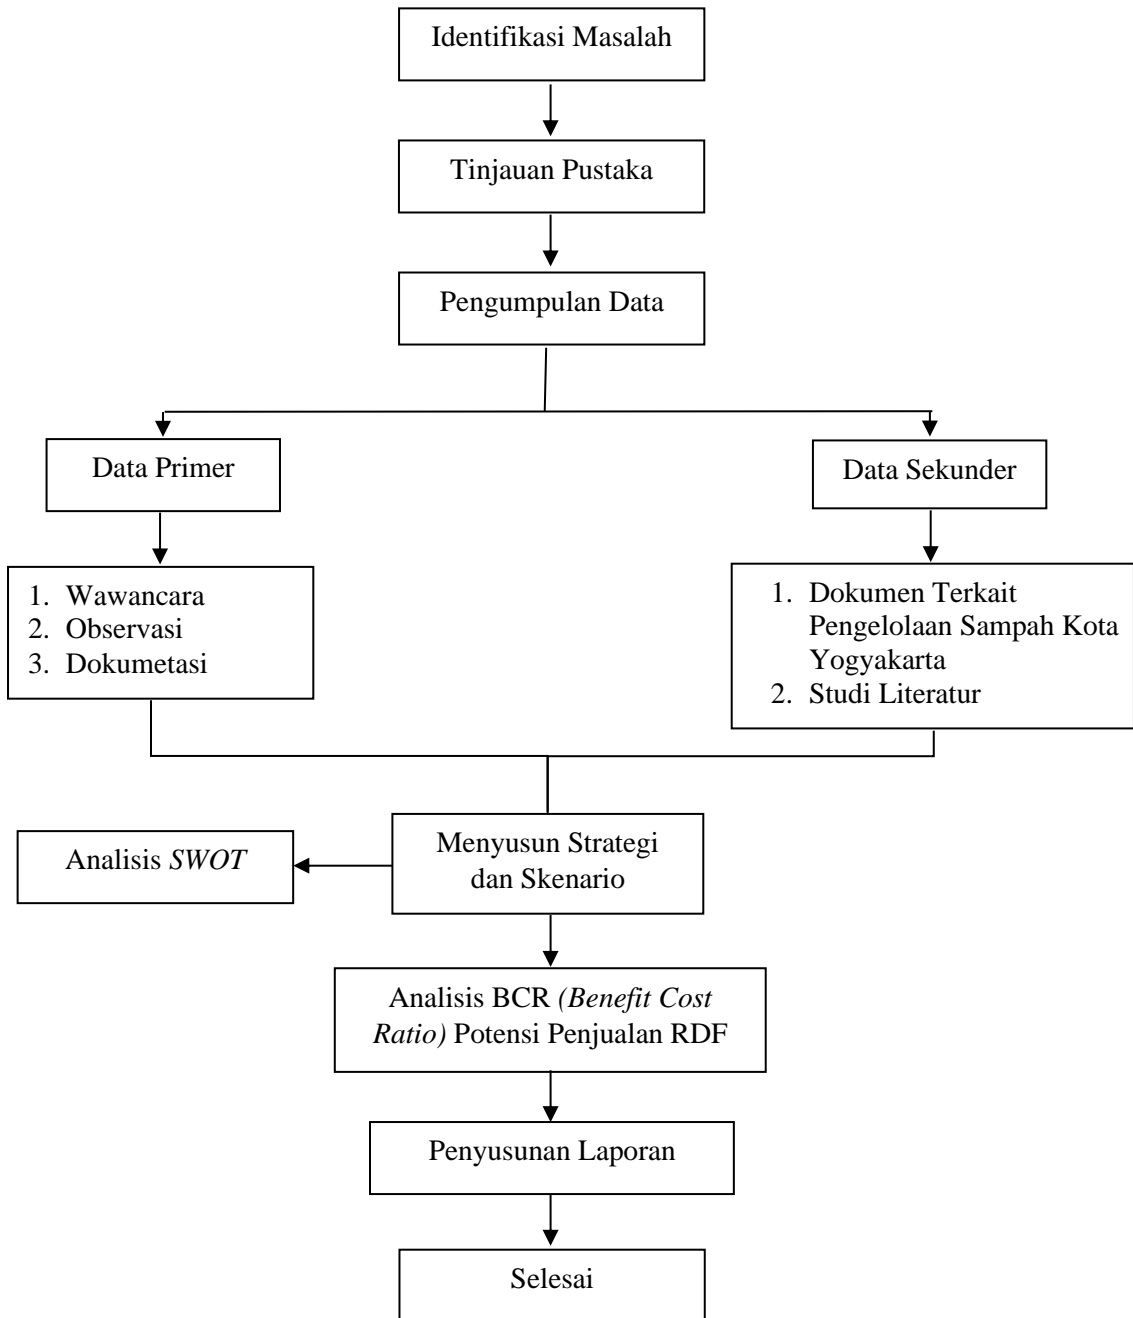 Identifikasi Masalah
Tinjauan Pustaka
Pengumpulan Data
Data Primer
Data Sekunder
1. Wawancara
2. Observasi
3. Dokumetasi
1. Dokumen Terkait
Pengelolaan Sampah Kota
Yogyakarta
2. Studi Literatur
Analisis SWOT
Menyusun Strategi
dan Skenario
Analisis BCR (Benefit Cost
Ratio) Potensi Penjualan RDF
Penyusunan Laporan
Selesai